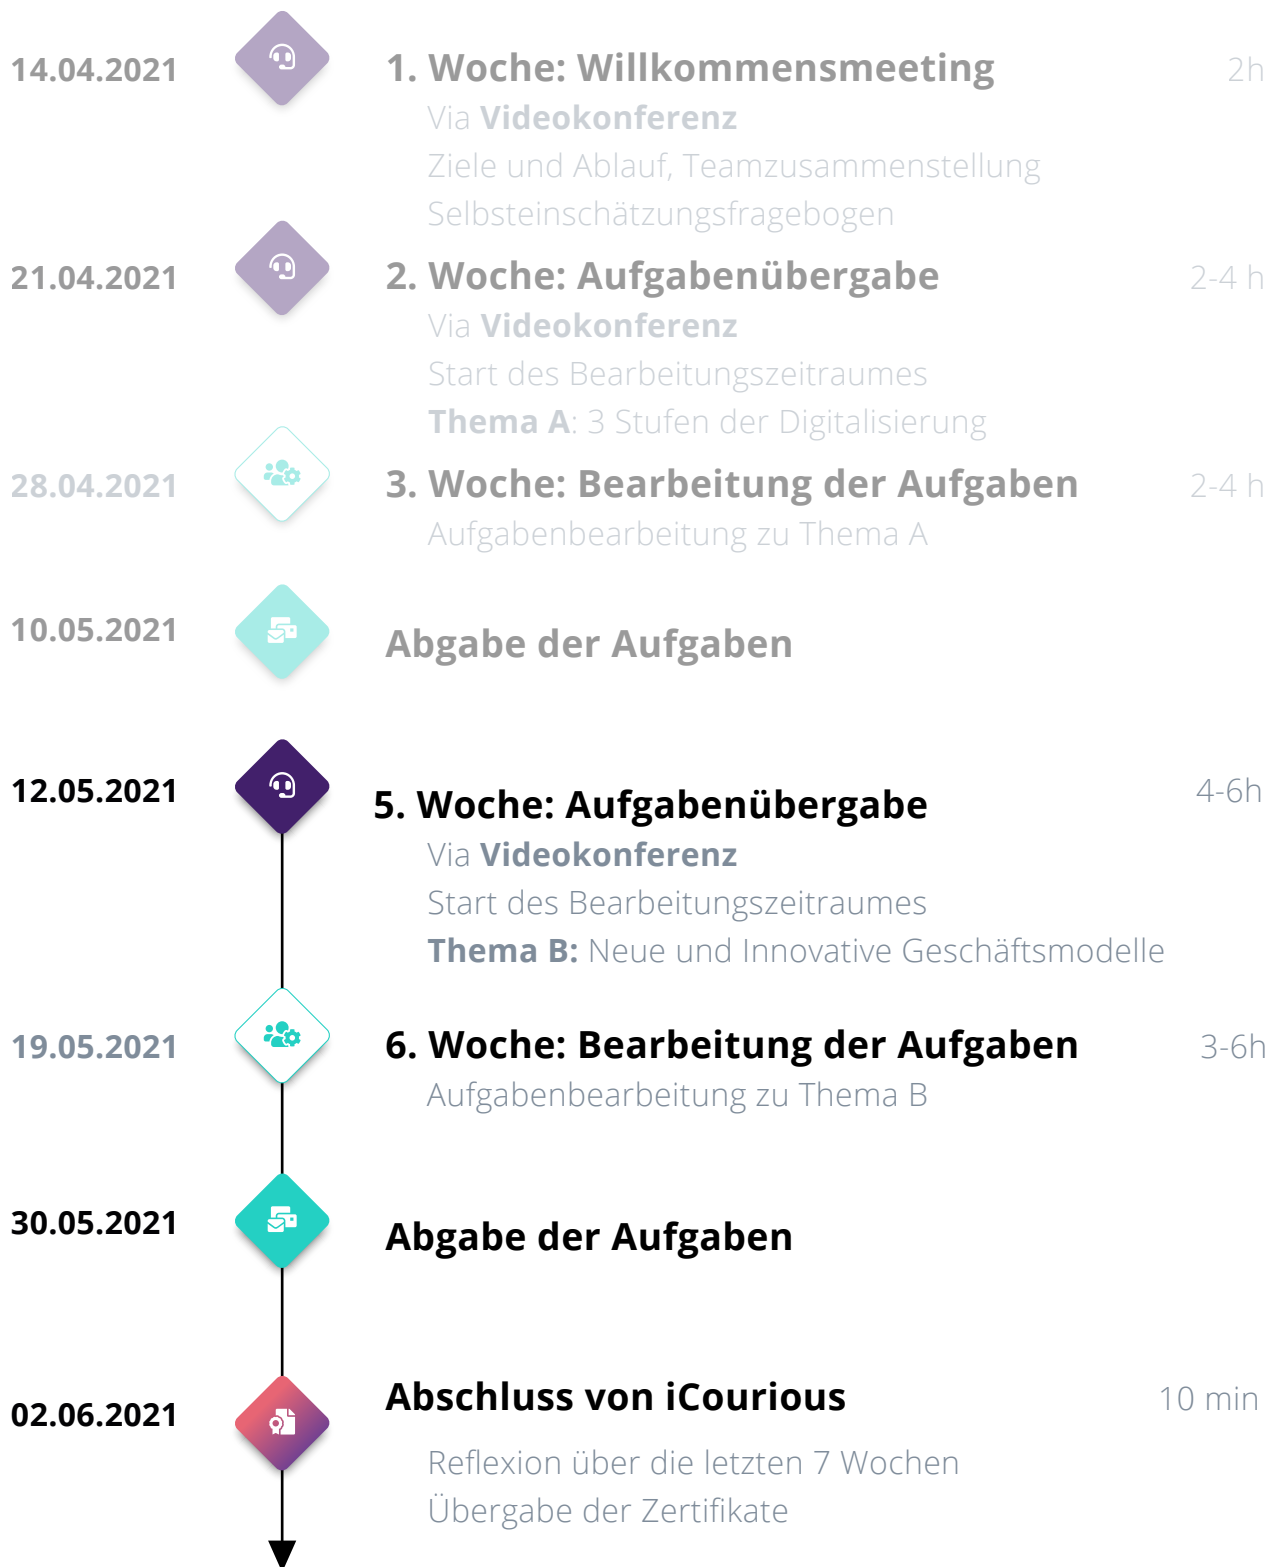 14.04.2021
1. Woche: Willkommensmeeting
2h
Via Videokonferenz
Ziele und Ablauf, Teamzusammenstellung
Selbsteinschätzungsfragebogen
21.04.2021
2. Woche: Aufgabenübergabe
2-4 h
Via Videokonferenz
Start des Bearbeitungszeitraumes
Thema A: 3 Stufen der Digitalisierung
28.04.2021
3. Woche: Bearbeitung der Aufgaben
2-4 h
Aufgabenbearbeitung zu Thema A
10.05.2021
Abgabe der Aufgaben
12.05.2021
5. Woche: Aufgabenübergabe
4-6h
Via Videokonferenz
Start des Bearbeitungszeitraumes
Thema B: Neue und Innovative Geschäftsmodelle
19.05.2021
6. Woche: Bearbeitung der Aufgaben
3-6h
Aufgabenbearbeitung zu Thema B
30.05.2021
Abgabe der Aufgaben
02.06.2021
Abschluss von iCourious
10 min
Reflexion über die letzten 7 Wochen
Übergabe der Zertifikate